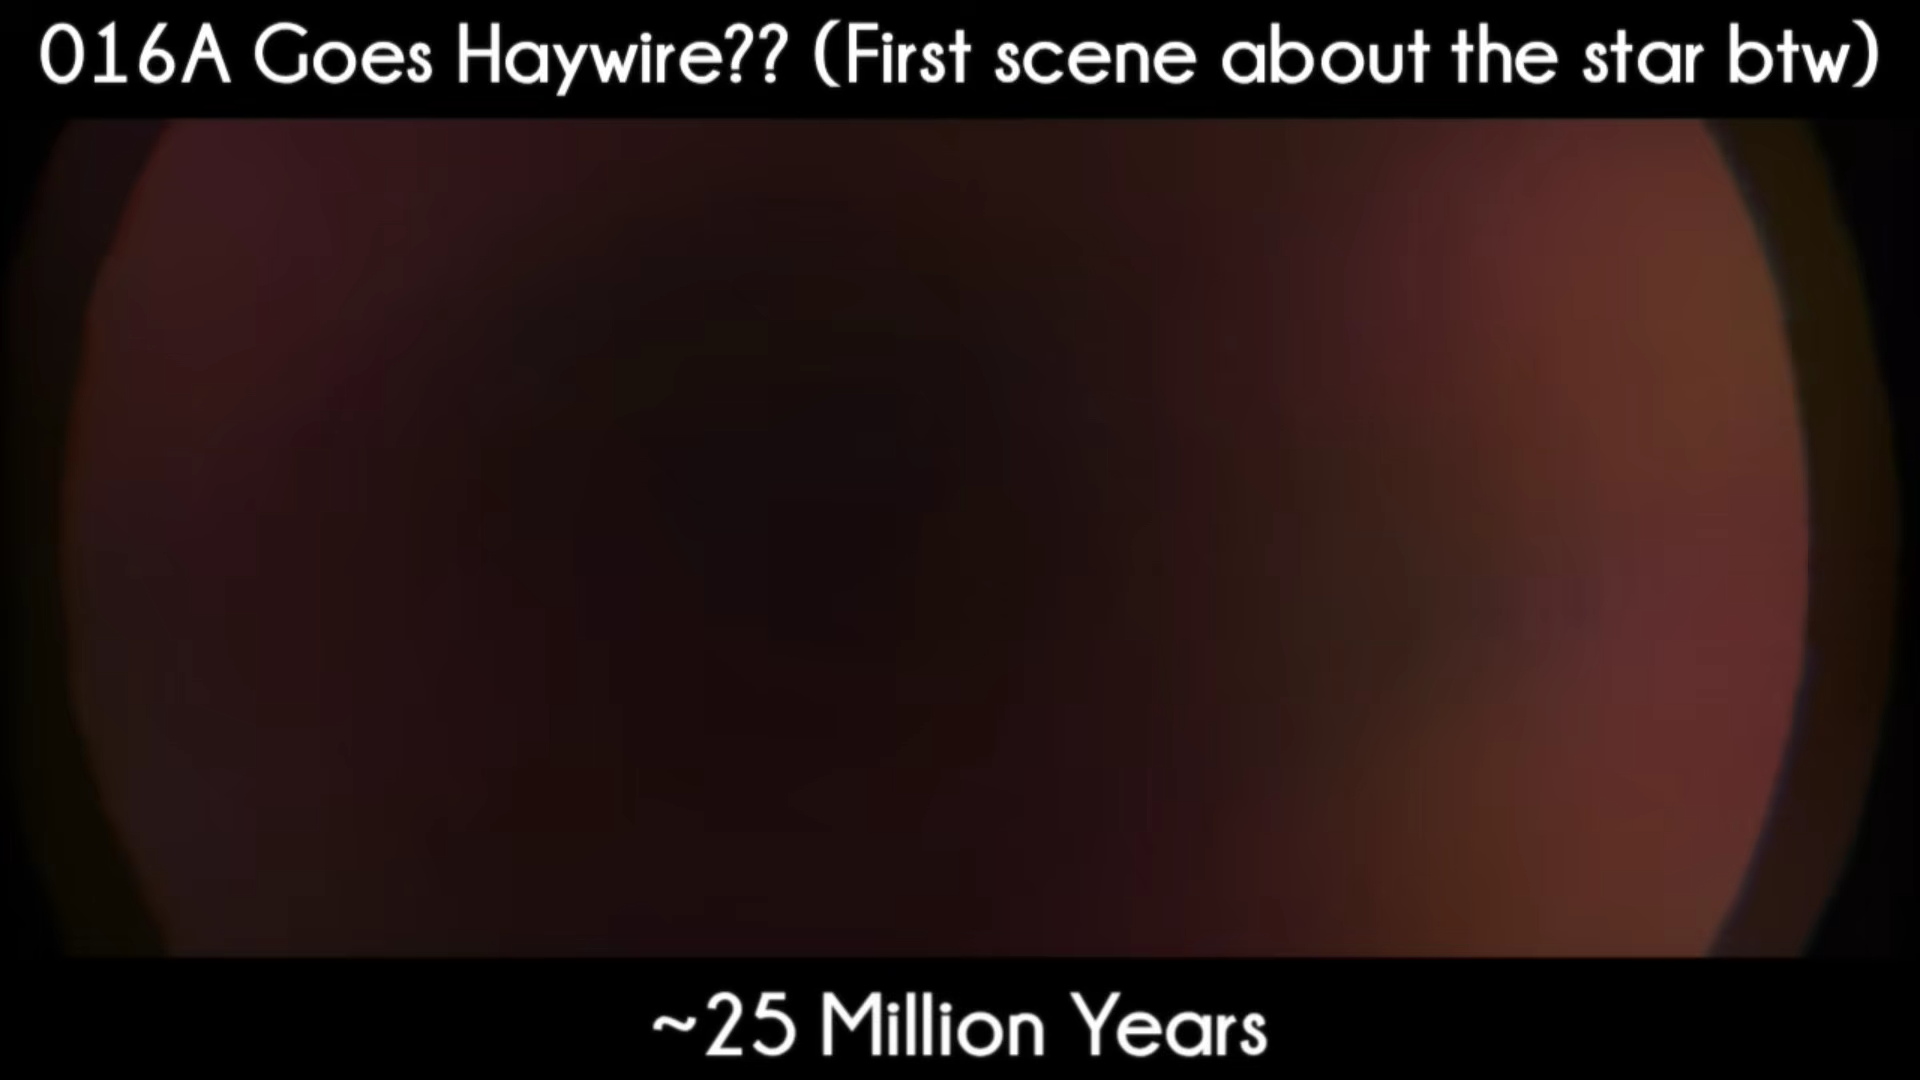 016A Goes Haywire?? (First scene about the star btw)
~25 Million Years